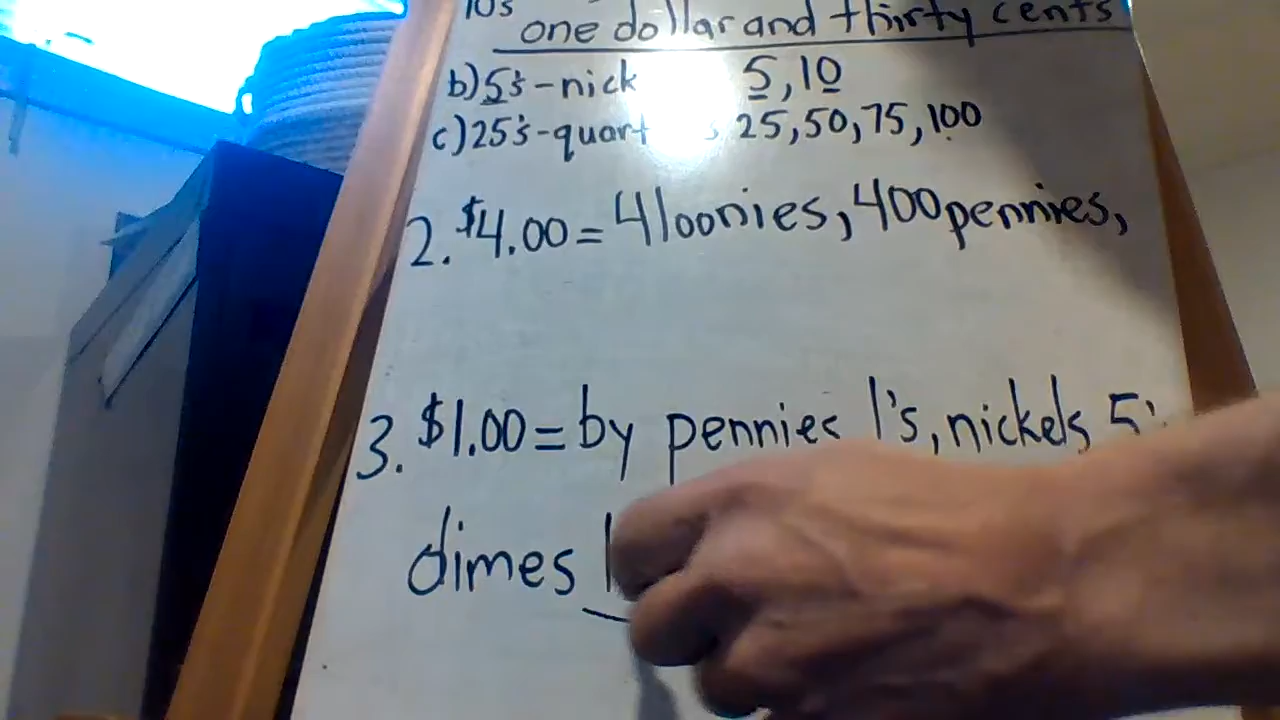 10s
one dollar and thirty cents
b) 5's - nick 5, 10
c) 25's - quart 25, 50, 75, 100
2. $4.00 = 4 loonies, 400 pennies,
3. $1.00 = by pennies 1's, nickels 5'
dimes